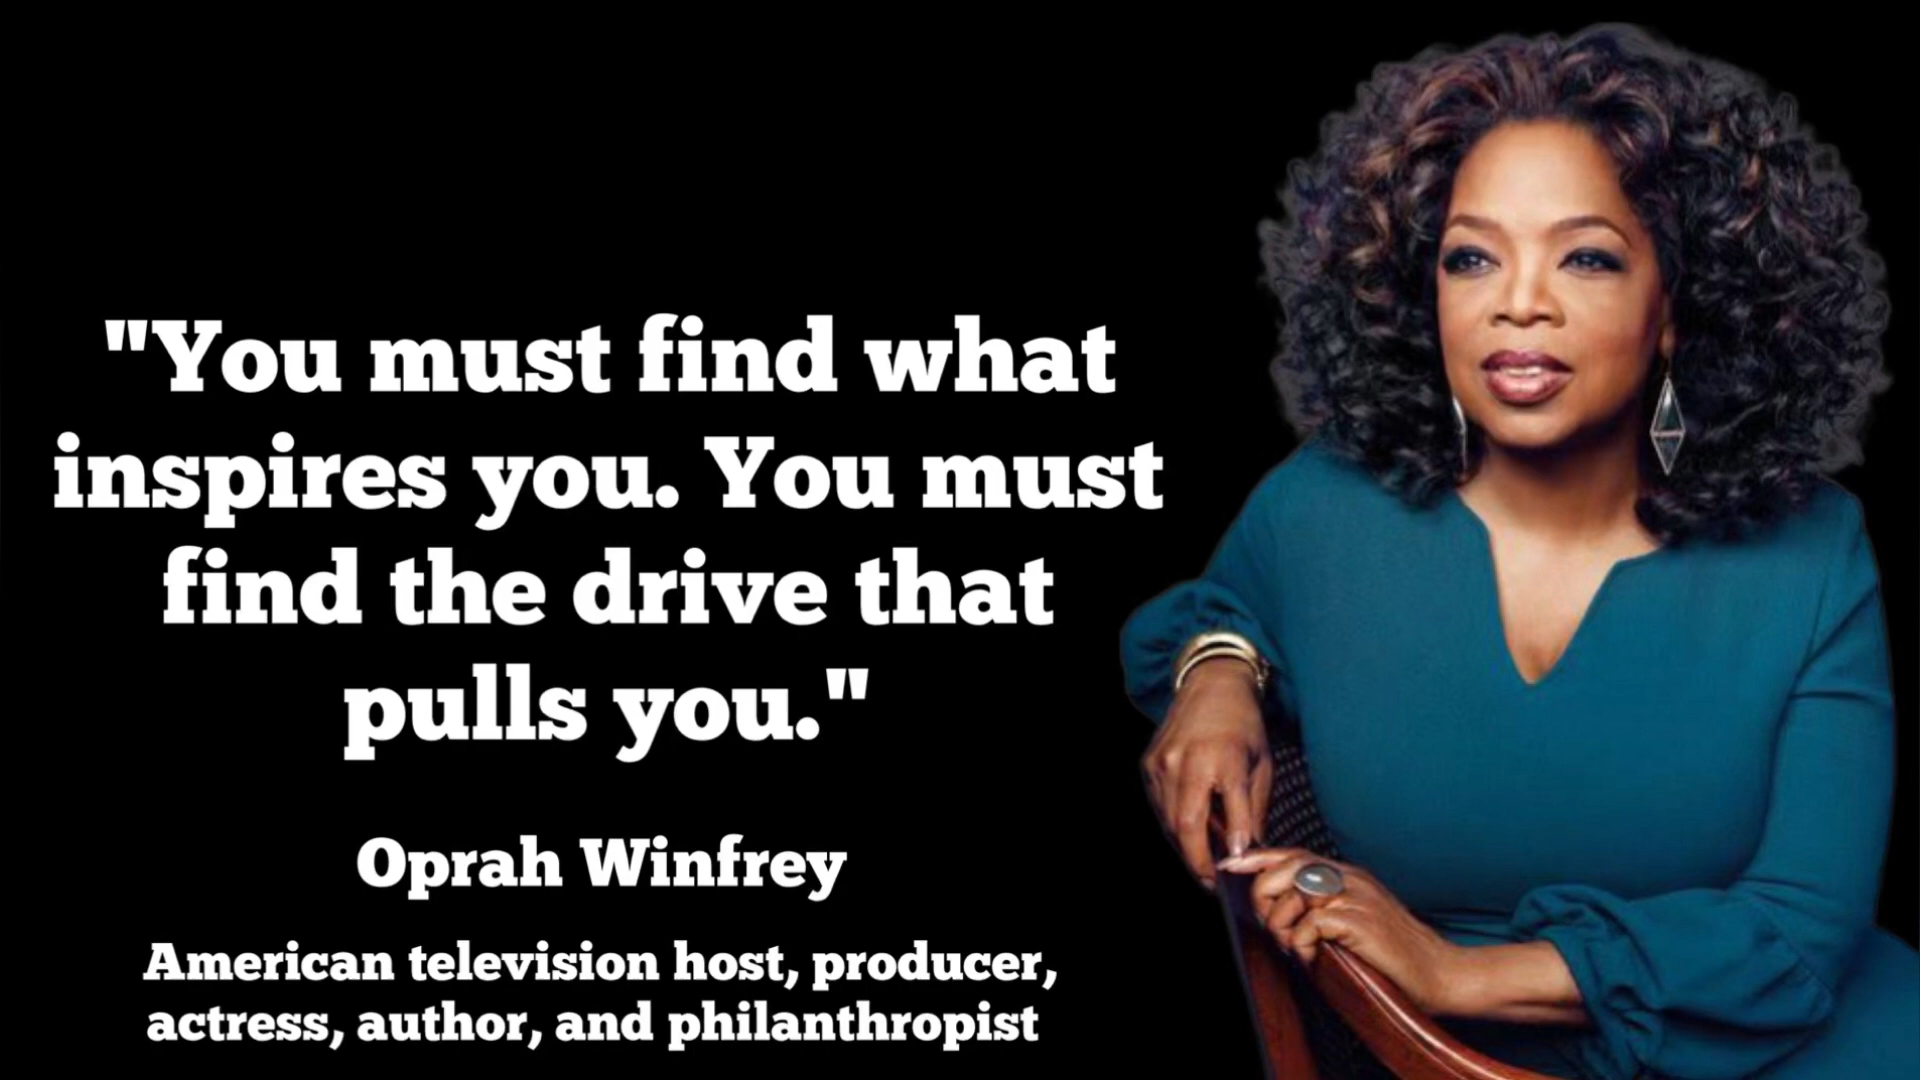 "You must find what
inspires you. You must
find the drive that
pulls you."
Oprah Winfrey
American television host, producer,
actress, author, and philanthropist